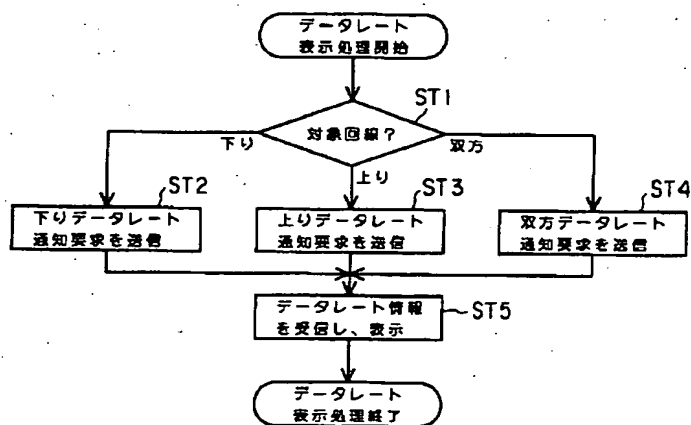 データレート
表示処理開始
ST1
対象回線？
下り
双方
上り
ST2
ST3
ST4
下りデータレート
通知要求を送信
上りデータレート
通知要求を送信
双方データレート
通知要求を送信
データレート情報
を受信し、表示
ST5
データレート
表示処理終了